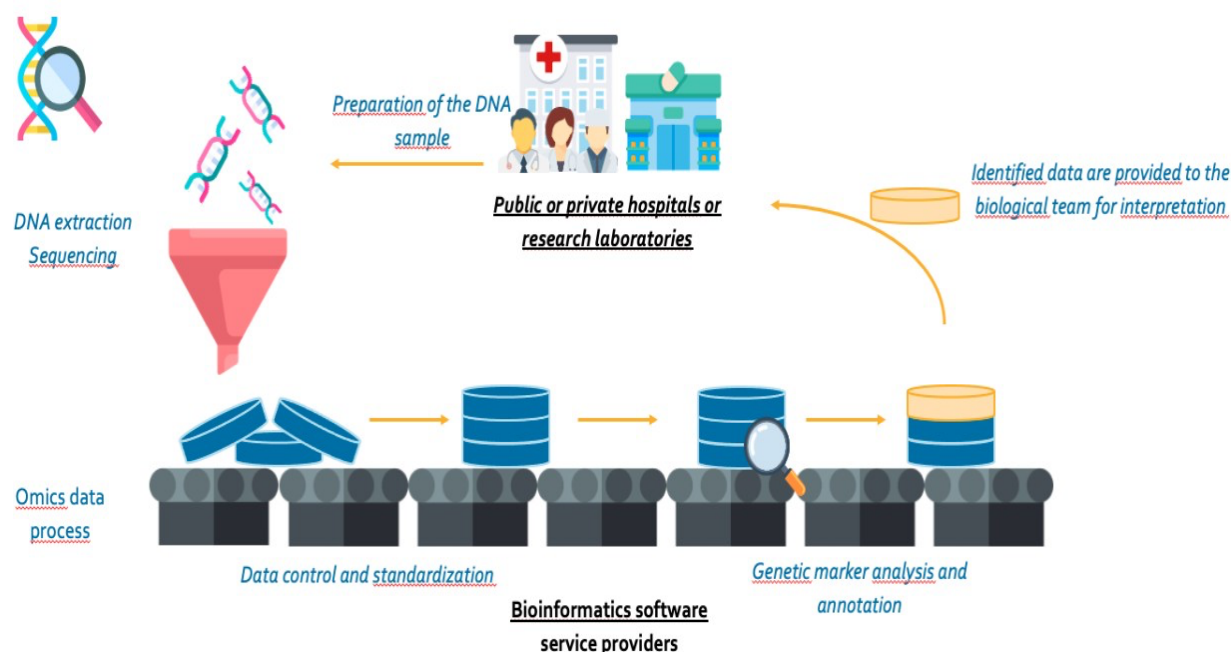 Preparation of the DNA
sample
Public or private hospitals or
research laboratories
Identified data are provided to the
biological team for interpretation
DNA extraction
Sequencing
Omics data
process
Data control and standardization
Genetic marker analysis and
annotation
Bioinformatics software
service providers